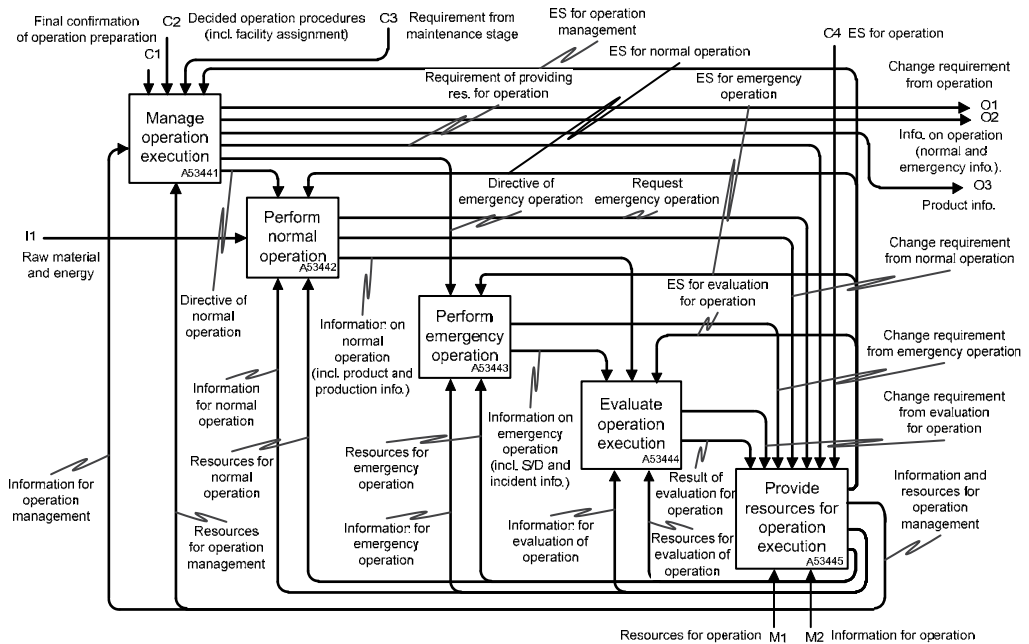 Final confirmation
of operation preparation
C1
C2
Decided operation procedures
(incl. facility assignment)
C3
Requirement from
maintenance stage
ES for operation
management
ES for normal operation
C4 ES for operation
Requirement of providing
res. for operation
ES for emergency
operation
Change requirement
from operation
O1
O2
Manage
operation
execution
A53441
Info. on operation
(normal and
emergency info.).
O3
Product info.
Directive of
emergency operation
Request
emergency operation
Perform
normal
operation
A53442
I1
Raw material
and energy
Change requirement
from normal operation
ES for evaluation
for operation
Directive of
normal
operation
Information on
normal
operation
(incl. product and
production info.)
Perform
emergency
operation
A53443
Change requirement
from emergency operation
Information
for normal
operation
Evaluate
operation
execution
A53444
Change requirement
from evaluation for
for operation
Information on
emergency
operation
(incl. S/D and
incident info.)
Resources for
normal
operation
Resources for
emergency
operation
Information for
operation
management
Result of
evaluation for
operation
Provide
resources for
operation
execution
A53445
Information and
resources for
operation
management
Resources
for operation
management
Information for
emergency
operation
Information for
evaluation of
operation
Resources for
evaluation of
operation
Resources for operation
M1
M2
Information for operation